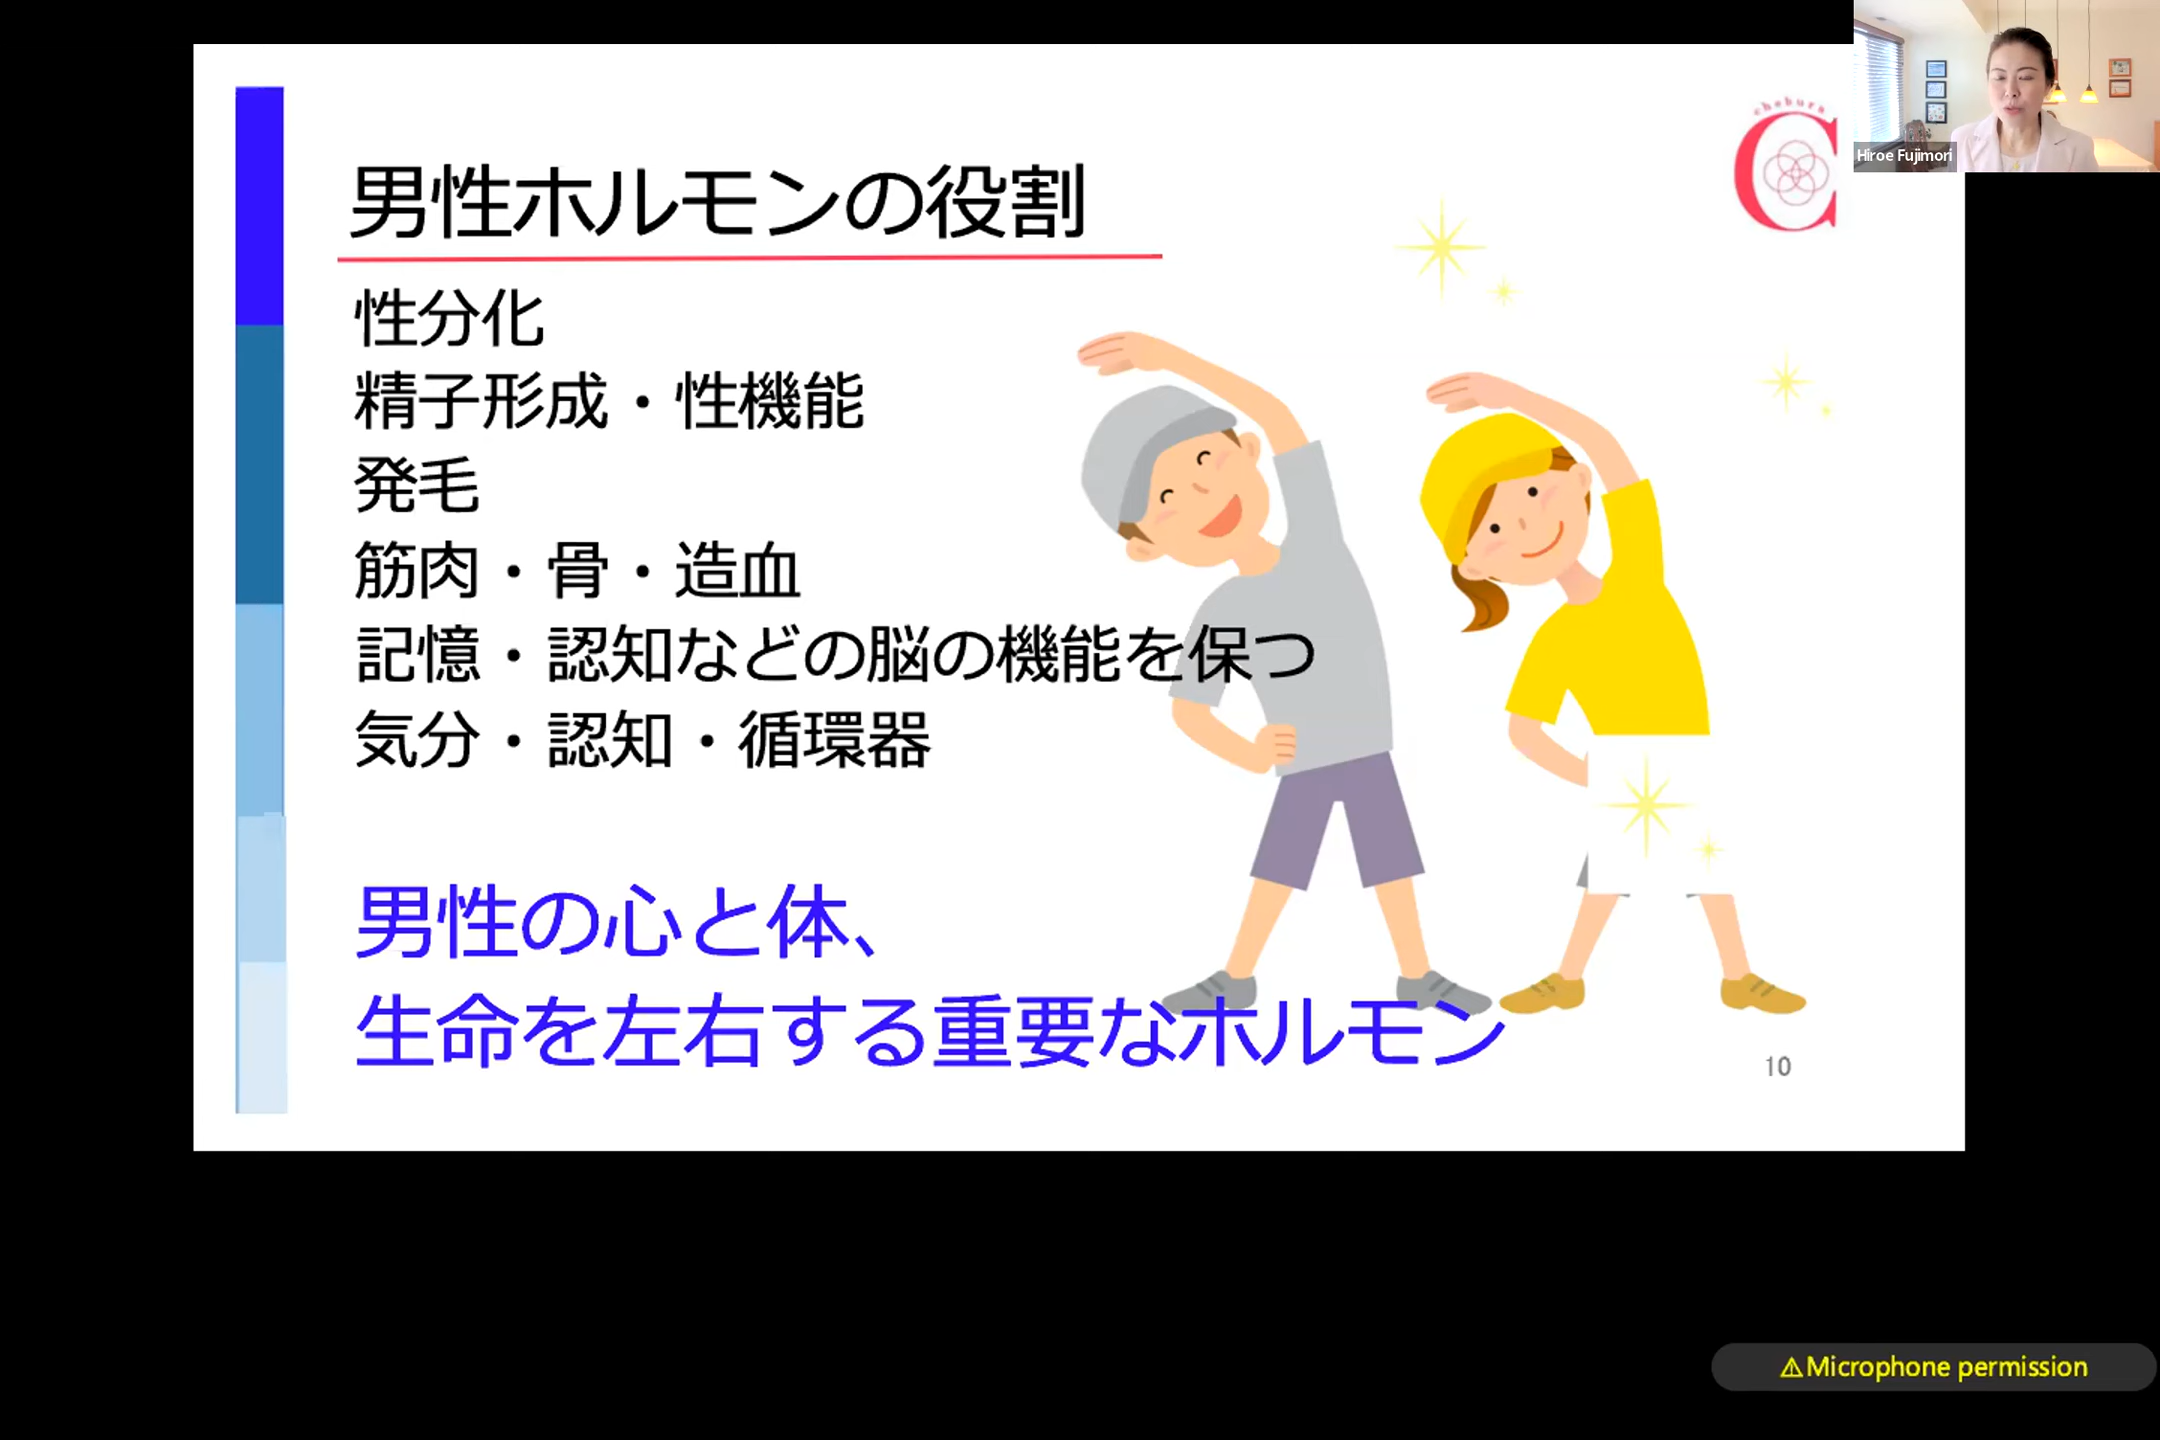 chebura
C
Hiroe Fujimori
男性ホルモンの役割
性分化
精子形成・性機能
発毛
筋肉・骨・造血
記憶・認知などの脳の機能を保つ
気分・認知・循環器
男性の心と体、
生命を左右する重要なホルモン
10
⚠Microphone permission